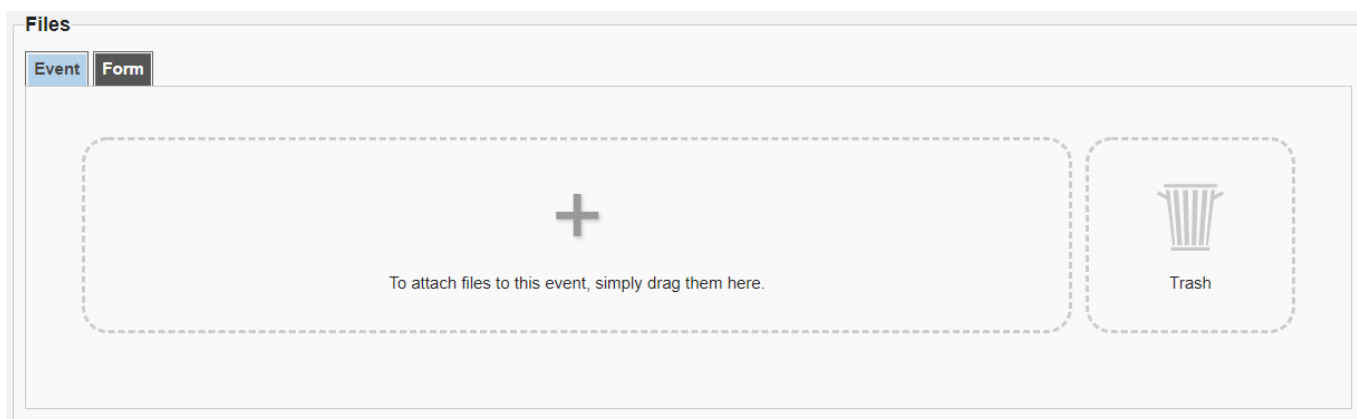 Files
Event Form
To attach files to this event, simply drag them here.
Trash